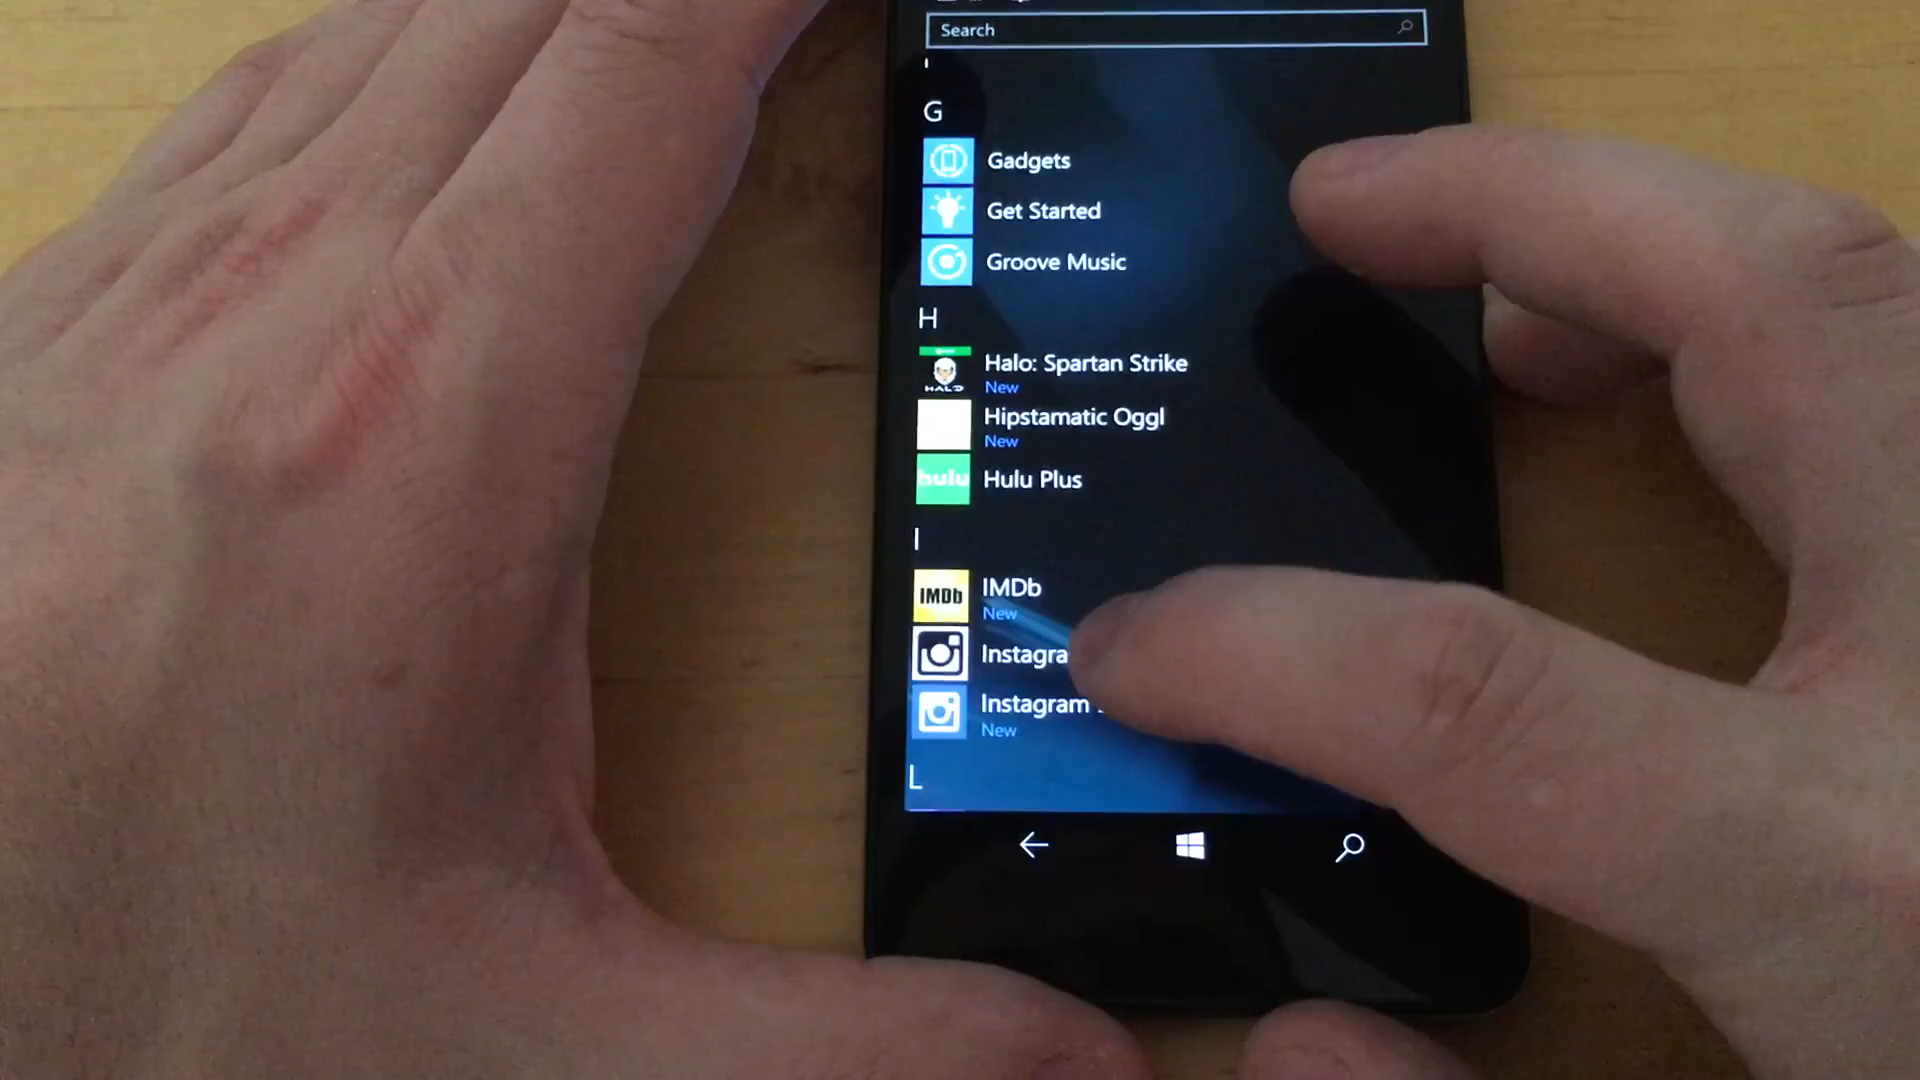 Search
G
Gadgets
Get Started
Groove Music
H
HALO
Halo: Spartan Strike
New
Hipstamatic Oggl
New
hulu
Hulu Plus
I
IMDb
IMDb
New
Instagra
Instagram
New
L